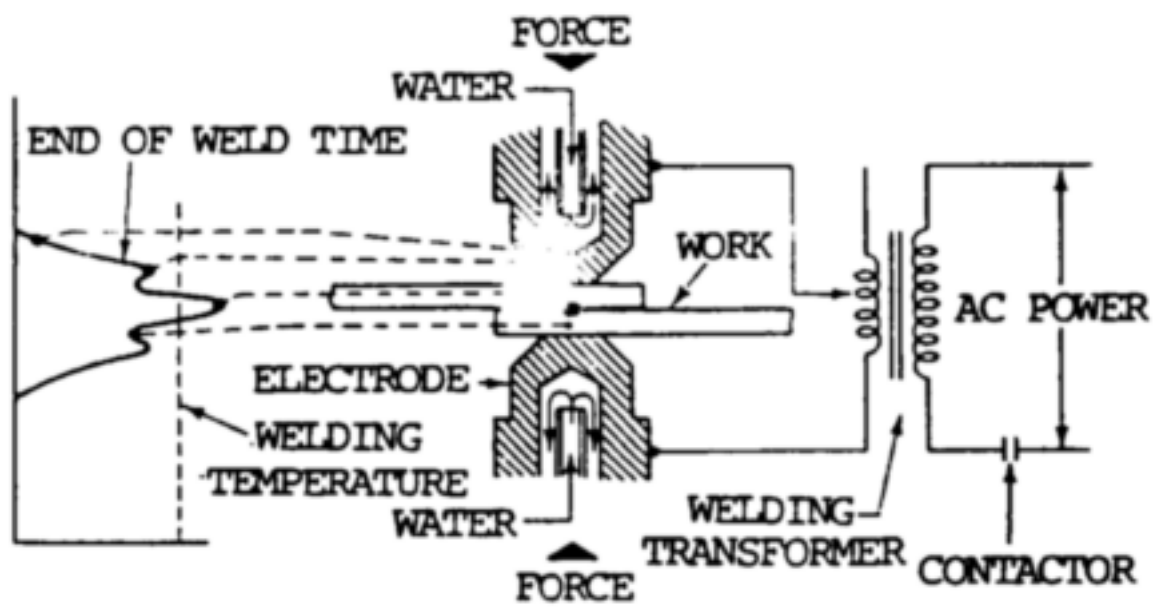 FORCE
WATER
END OF WELD TIME
WORK
AC POWER
ELECTRODE
WELDING
TEMPERATURE
WATER
WELDING
TRANSFORMER
CONTACTOR
FORCE